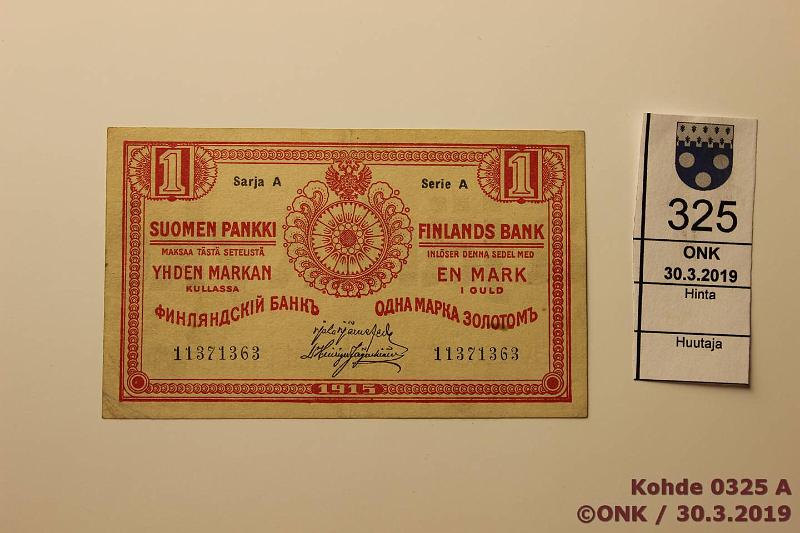 1
1
Sarja A
Serie A
SUOMEN PANKKI
FINLANDS BANK
MAKSAA TÄSTÄ SETELISTÄ
INLÖSER DENNA SEDEL MED
YHDEN MARKAN
EN MARK
KULLASSA
I GULD
ФИНЛЯНДСКІЙ БАНКЪ
ОДНА МАРКА ЗОЛОТОМЪ
11371363
11371363
1915
325
ONK
30.3.2019
Hinta
Huutaja
Kohde 0325 A
©ONK / 30.3.2019